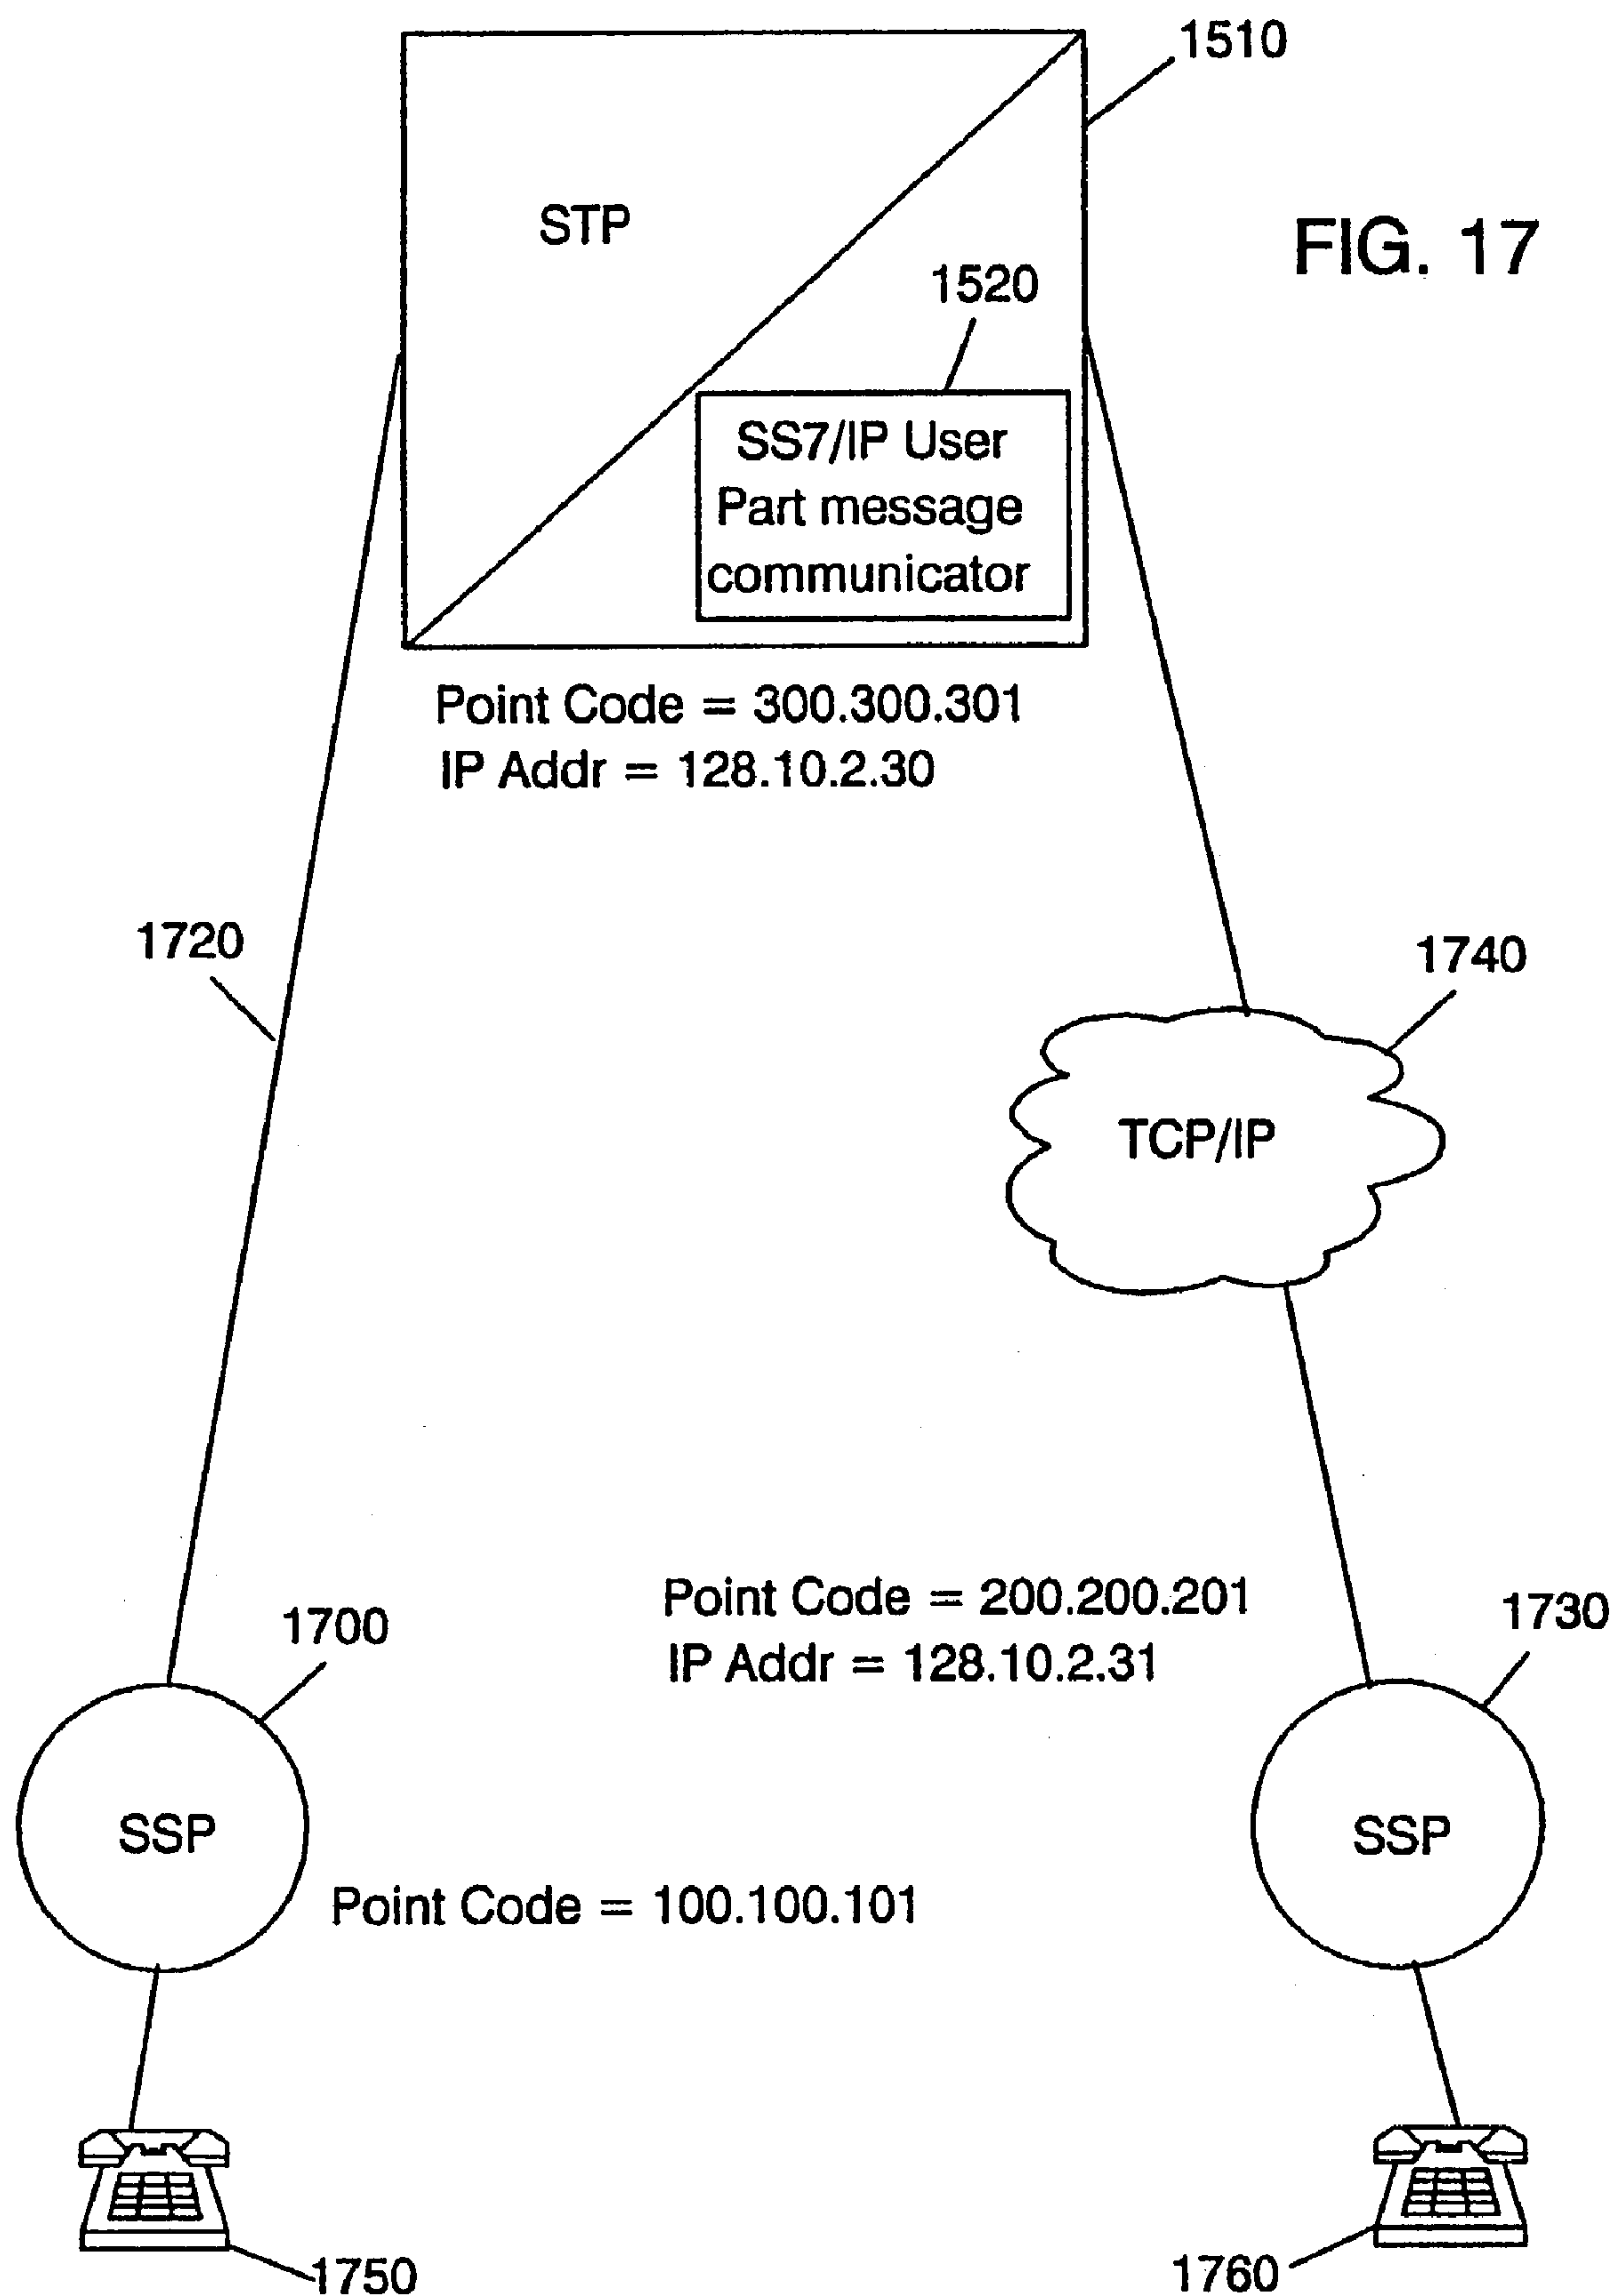 1510
STP
FIG. 17
1520
SS7/IP User
Part message
communicator
Point Code = 300.300.301
IP Addr = 128.10.2.30
1720
1740
TCP/IP
Point Code = 200.200.201
IP Addr = 128.10.2.31
1700
1730
SSP
SSP
Point Code = 100.100.101
1750
1760